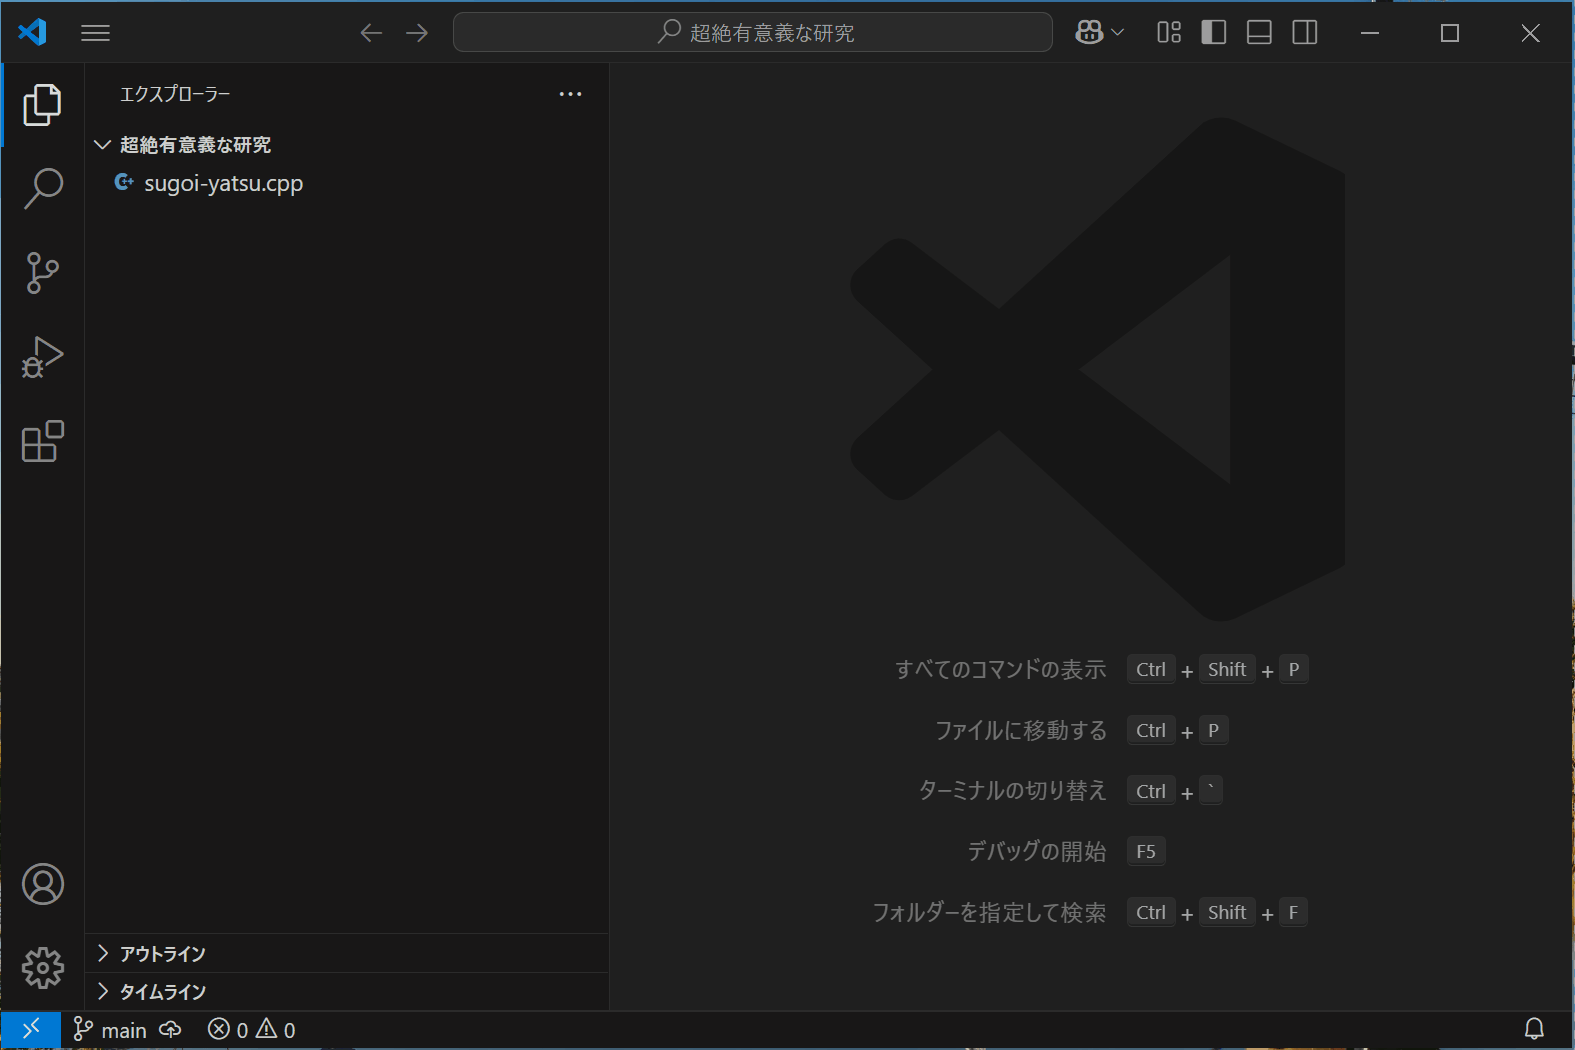 超絶有意義な研究
エクスプローラー
超絶有意義な研究
sugoi-yatsu.cpp
すべてのコマンドの表示 Ctrl + Shift + P
ファイルに移動する Ctrl + P
ターミナルの切り替え Ctrl + `
デバッグの開始 F5
フォルダーを指定して検索 Ctrl + Shift + F
アウトライン
タイムライン
main 0 0